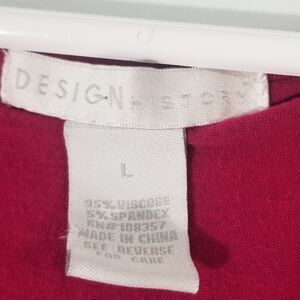 DESIGN HISTORY
L
95% VISCOSE
5% SPANDEX
RN# 108357
MADE IN CHINA
SEE REVERSE
FOR CARE